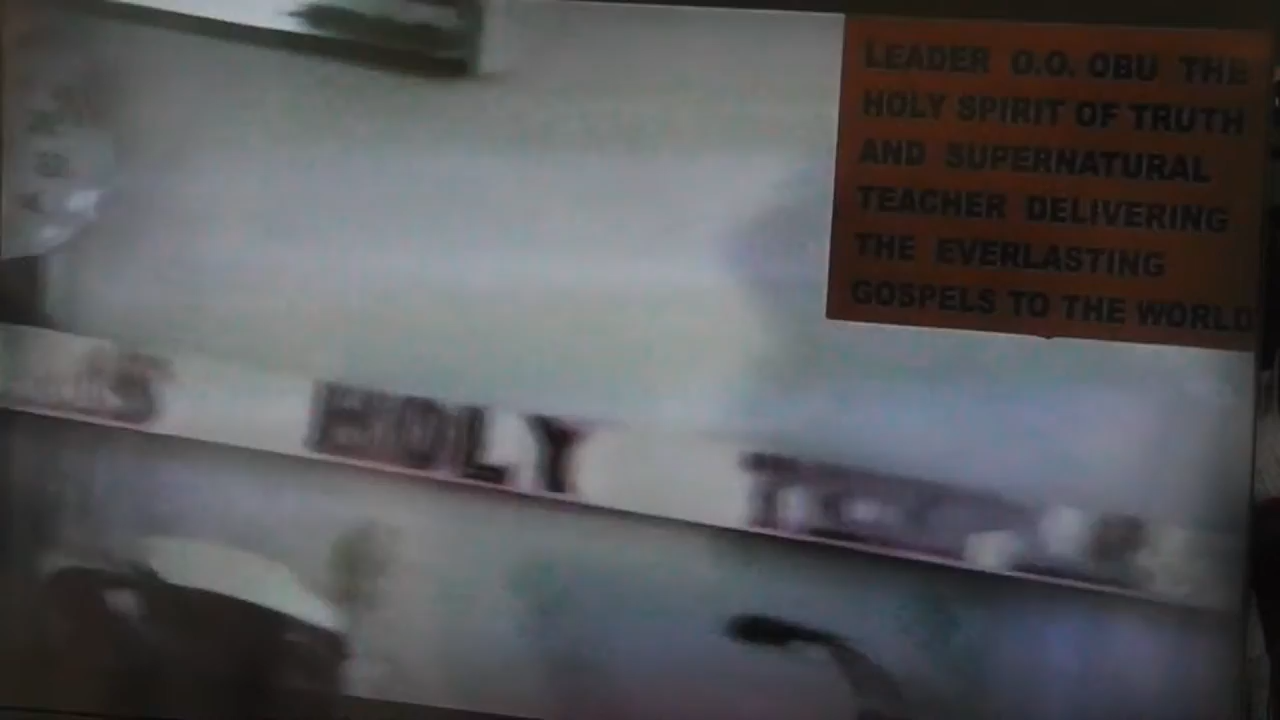 LEADER O.O. OBU THE
HOLY SPIRIT OF TRUTH
AND SUPERNATURAL
TEACHER DELIVERING
THE EVERLASTING
GOSPELS TO THE WORLD
HOLY